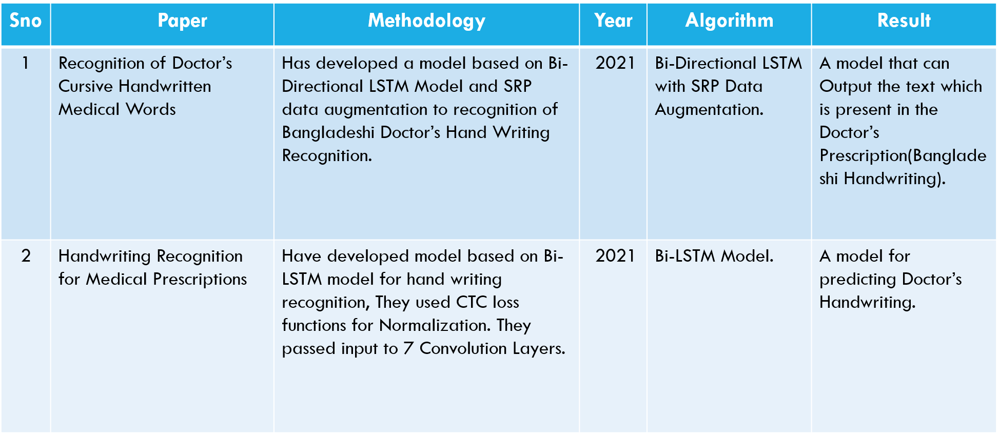 Sno Paper Methodology Year Algorithm Result
1
Recognition of Doctor’s
Cursive Handwritten
Medical Words
Has developed a model based on Bi-
Directional LSTM Model and SRP
data augmentation to recognition of
Bangladeshi Doctor’s Hand Writing
Recognition.
2021
Bi-Directional LSTM
with SRP Data
Augmentation.
A model that can
Output the text which
is present in the
Doctor’s
Prescription(Banglade
shi Handwriting).
2
Handwriting Recognition
for Medical Prescriptions
Have developed model based on Bi-
LSTM model for hand writing
recognition, They used CTC loss
functions for Normalization. They
passed input to 7 Convolution Layers.
2021
Bi-LSTM Model.
A model for
predicting Doctor’s
Handwriting.